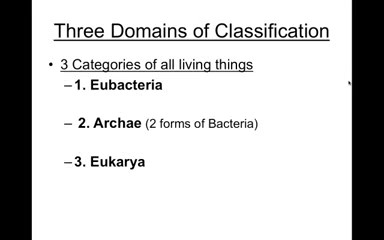 Three Domains of Classification
• 3 Categories of all living things
– 1. Eubacteria
– 2. Archae (2 forms of Bacteria)
– 3. Eukarya